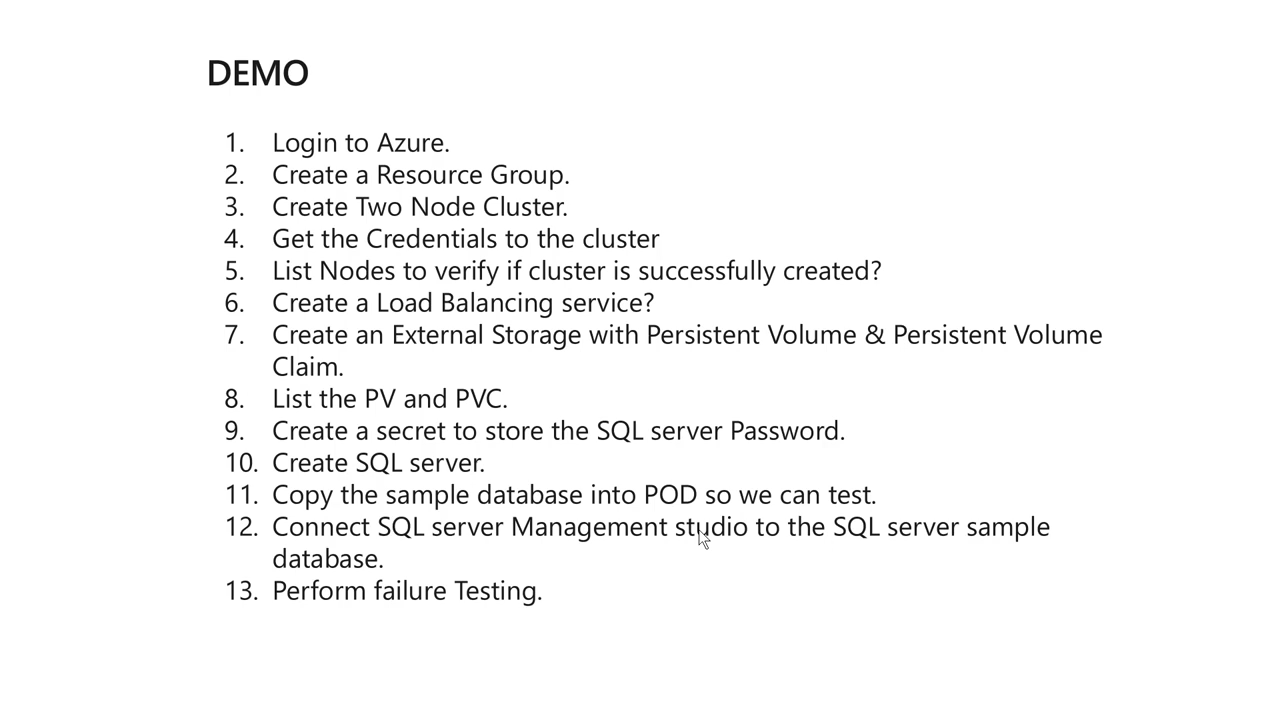 DEMO
1. Login to Azure.
2. Create a Resource Group.
3. Create Two Node Cluster.
4. Get the Credentials to the cluster
5. List Nodes to verify if cluster is successfully created?
6. Create a Load Balancing service?
7. Create an External Storage with Persistent Volume & Persistent Volume
Claim.
8. List the PV and PVC.
9. Create a secret to store the SQL server Password.
10. Create SQL server.
11. Copy the sample database into POD so we can test.
12. Connect SQL server Management studio to the SQL server sample
database.
13. Perform failure Testing.